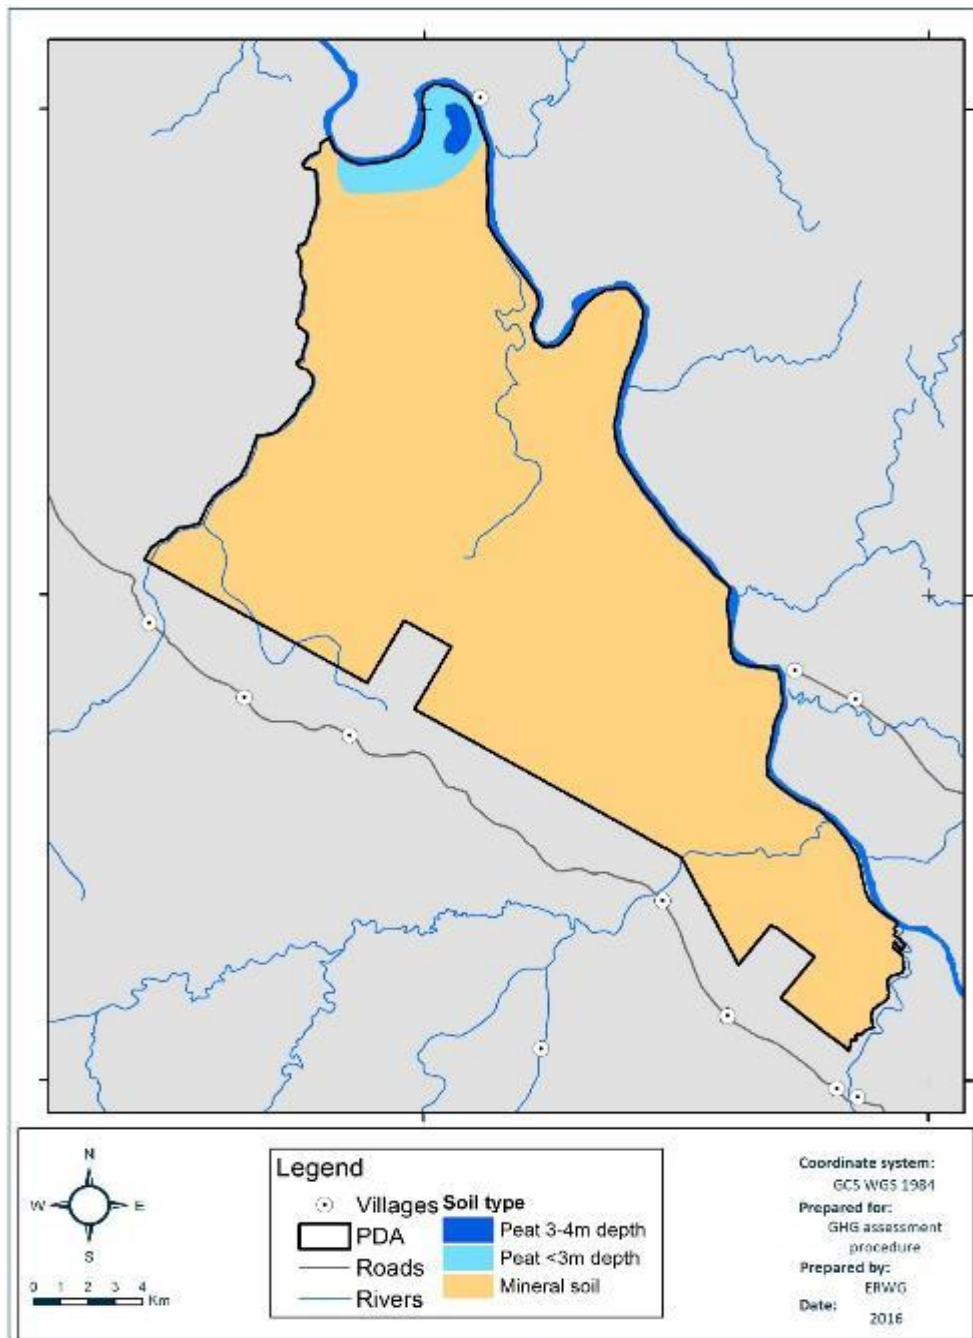 N
W E
S
0 1 2 3 4
Km
Legend
Villages
PDA
Roads
Rivers
Soil type
Peat 3-4m depth
Peat <3m depth
Mineral soil
Coordinate system:
GCS WGS 1984
Prepared for:
GHG assessment
procedure
Prepared by:
ERWG
Date:
2016